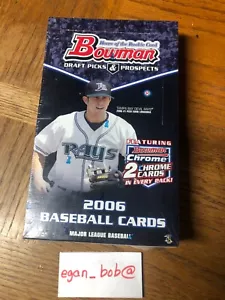 Home of the Rookie Card
Bowman
DRAFT PICKS & PROSPECTS
RAYS
FEATURING
Bowman
Chrome
2 CHROME CARDS
IN EVERY PACK!
2006
BASEBALL CARDS
MAJOR LEAGUE BASEBALL
egan_bob@